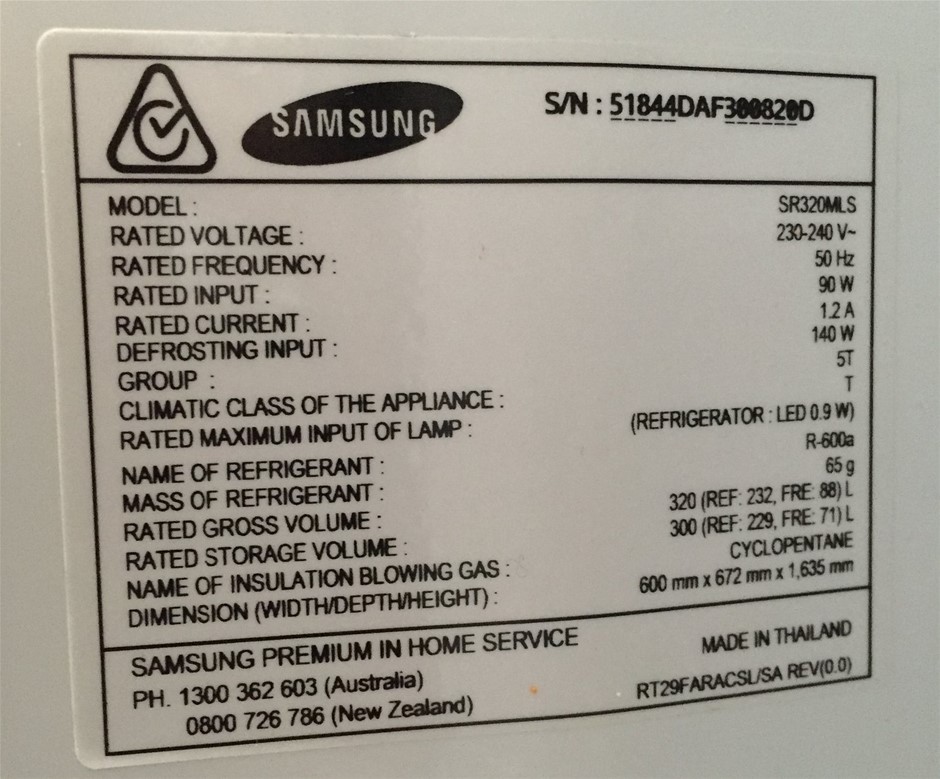 SAMSUNG S/N : 51844DAF300820D
MODEL : SR320MLS
RATED VOLTAGE : 230-240 V~
RATED FREQUENCY : 50 Hz
RATED INPUT : 90 W
RATED CURRENT : 1.2 A
DEFROSTING INPUT : 140 W
GROUP : 5T
CLIMATIC CLASS OF THE APPLIANCE : T
RATED MAXIMUM INPUT OF LAMP : (REFRIGERATOR : LED 0.9 W)
NAME OF REFRIGERANT : R-600a
MASS OF REFRIGERANT : 65 g
RATED GROSS VOLUME : 320 (REF: 232, FRE: 88) L
RATED STORAGE VOLUME : 300 (REF: 229, FRE: 71) L
NAME OF INSULATION BLOWING GAS : CYCLOPENTANE
DIMENSION (WIDTH/DEPTH/HEIGHT) : 600 mm x 672 mm x 1,635 mm
SAMSUNG PREMIUM IN HOME SERVICE MADE IN THAILAND
PH. 1300 362 603 (Australia) RT29FARACSL/SA REV(0.0)
0800 726 786 (New Zealand)